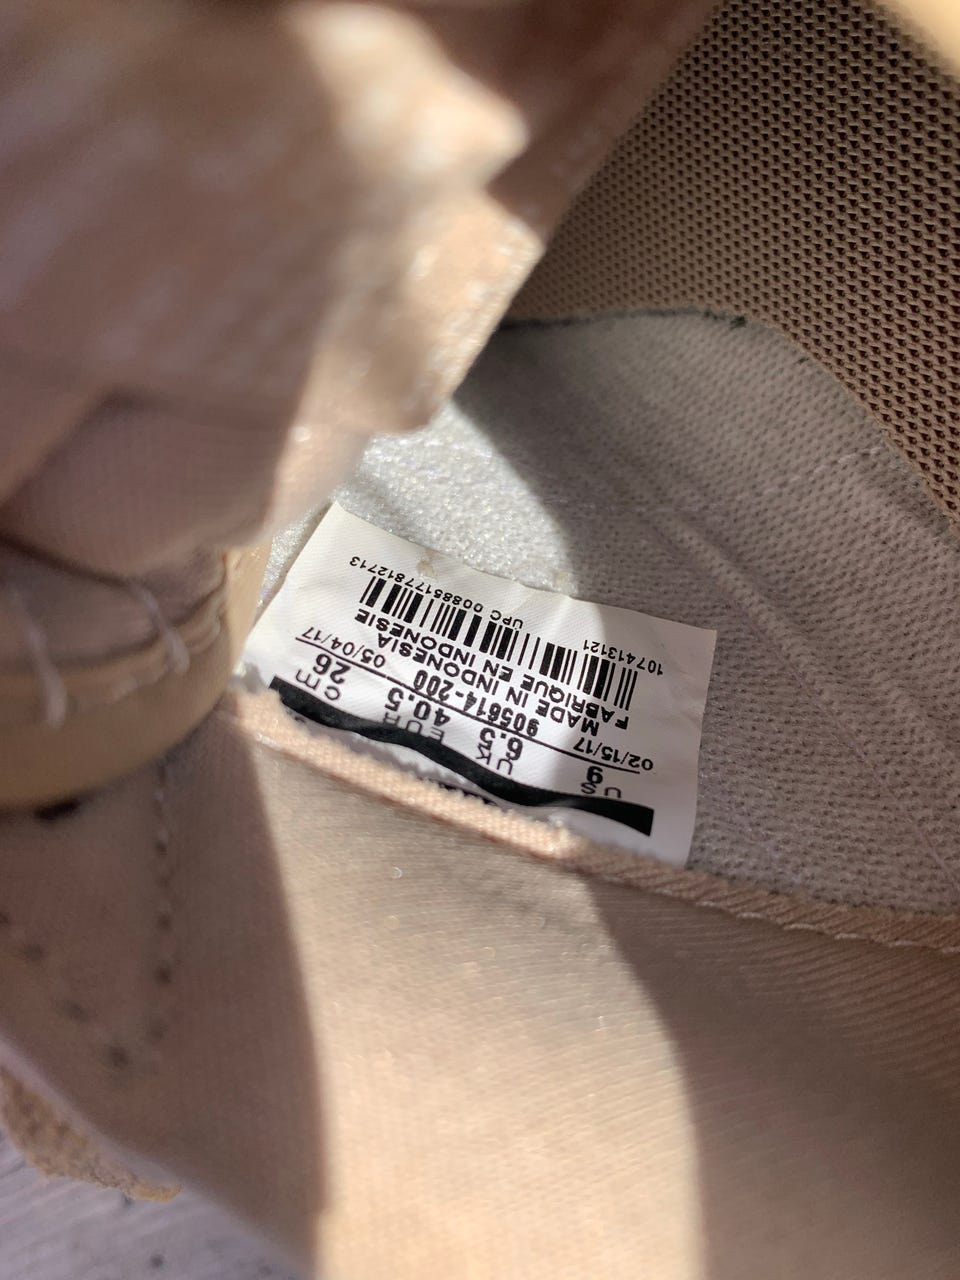 US UK EUR cm
9 6.5 40.5 26
02/15/17 905614-200 05/04/17
MADE IN INDONESIA
FABRIQUE EN INDONESIE
107413121 UPC 00885177812713